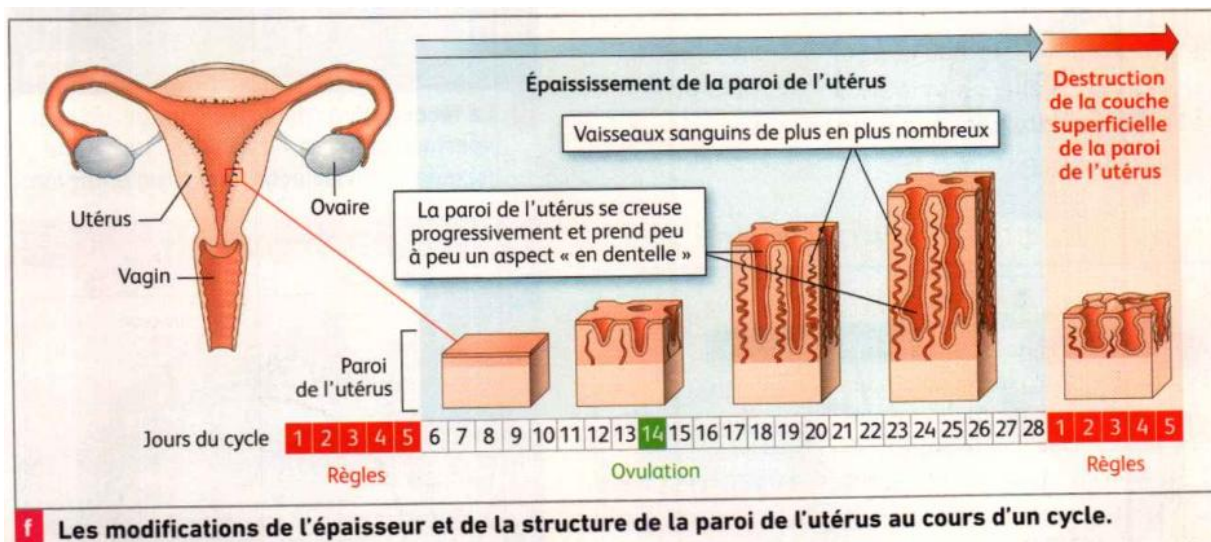 Épaississement de la paroi de l'utérus
Destruction
de la couche
superficielle
de la paroi
de l'utérus
Vaisseaux sanguins de plus en plus nombreux
Utérus
Ovaire
La paroi de l'utérus se creuse
progressivement et prend peu
à peu un aspect « en dentelle »
Vagin
Paroi
de l'utérus
Jours du cycle 1 2 3 4 5 6 7 8 9 10 11 12 13 14 15 16 17 18 19 20 21 22 23 24 25 26 27 28 1 2 3 4 5
Règles
Ovulation
Règles
f Les modifications de l'épaisseur et de la structure de la paroi de l'utérus au cours d'un cycle.